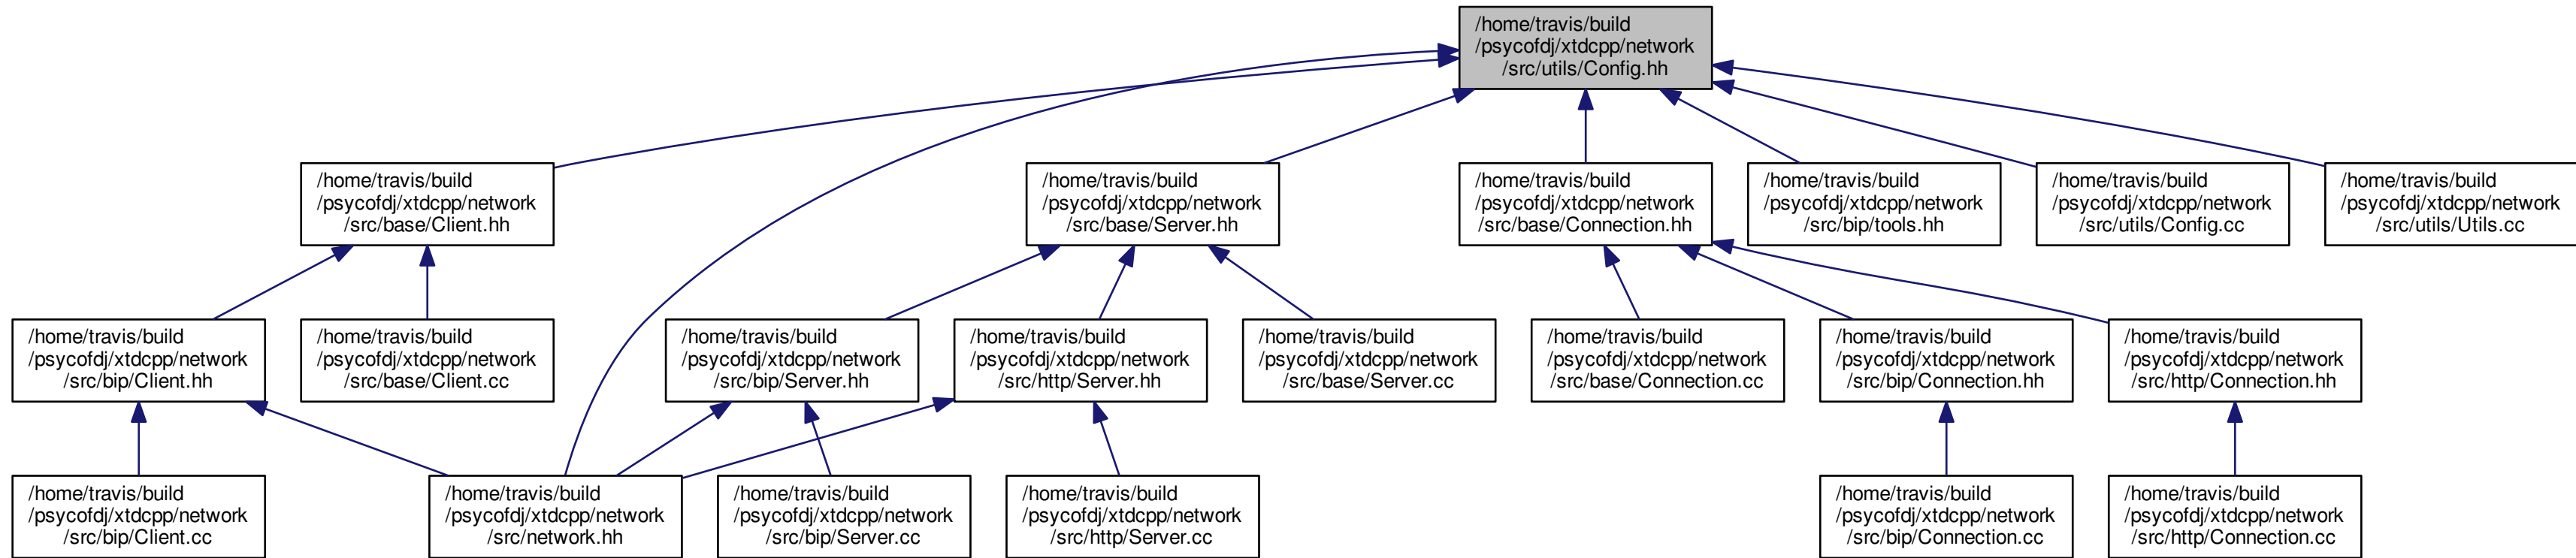 /home/travis/build
/psycofdj/xtdcpp/network
/src/utils/Config.hh
/home/travis/build
/psycofdj/xtdcpp/network
/src/base/Client.hh
/home/travis/build
/psycofdj/xtdcpp/network
/src/base/Server.hh
/home/travis/build
/psycofdj/xtdcpp/network
/src/base/Connection.hh
/home/travis/build
/psycofdj/xtdcpp/network
/src/bip/tools.hh
/home/travis/build
/psycofdj/xtdcpp/network
/src/utils/Config.cc
/home/travis/build
/psycofdj/xtdcpp/network
/src/utils/Utils.cc
/home/travis/build
/psycofdj/xtdcpp/network
/src/bip/Client.hh
/home/travis/build
/psycofdj/xtdcpp/network
/src/base/Client.cc
/home/travis/build
/psycofdj/xtdcpp/network
/src/bip/Server.hh
/home/travis/build
/psycofdj/xtdcpp/network
/src/http/Server.hh
/home/travis/build
/psycofdj/xtdcpp/network
/src/base/Server.cc
/home/travis/build
/psycofdj/xtdcpp/network
/src/base/Connection.cc
/home/travis/build
/psycofdj/xtdcpp/network
/src/bip/Connection.hh
/home/travis/build
/psycofdj/xtdcpp/network
/src/http/Connection.hh
/home/travis/build
/psycofdj/xtdcpp/network
/src/bip/Client.cc
/home/travis/build
/psycofdj/xtdcpp/network
/src/network.hh
/home/travis/build
/psycofdj/xtdcpp/network
/src/bip/Server.cc
/home/travis/build
/psycofdj/xtdcpp/network
/src/http/Server.cc
/home/travis/build
/psycofdj/xtdcpp/network
/src/bip/Connection.cc
/home/travis/build
/psycofdj/xtdcpp/network
/src/http/Connection.cc